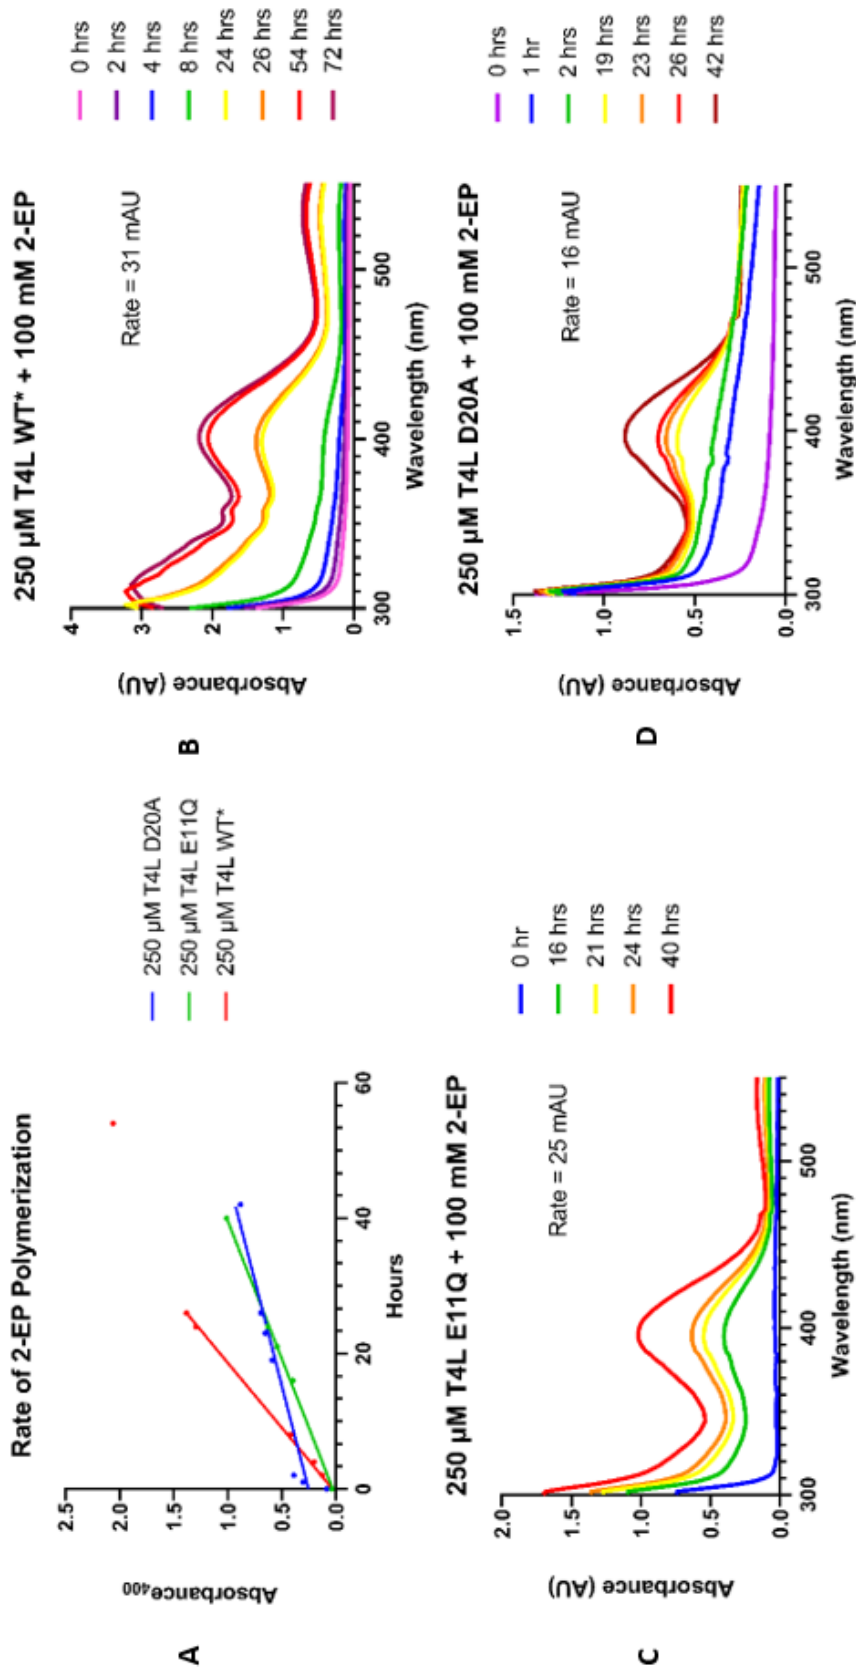 A
Rate of 2-EP Polymerization
Absorbance₄₀₀
2.5
2.0
1.5
1.0
0.5
0.0
0
20
40
60
Hours
250 µM T4L D20A
250 µM T4L E11Q
250 µM T4L WT*
B
250 µM T4L WT* + 100 mM 2-EP
Rate = 31 mAU
Absorbance (AU)
4
3
2
1
0
300
400
500
Wavelength (nm)
0 hrs
2 hrs
4 hrs
8 hrs
24 hrs
26 hrs
54 hrs
72 hrs
C
250 µM T4L E11Q + 100 mM 2-EP
Rate = 25 mAU
Absorbance (AU)
2.0
1.5
1.0
0.5
0.0
300
400
500
Wavelength (nm)
0 hr
16 hrs
21 hrs
24 hrs
40 hrs
D
250 µM T4L D20A + 100 mM 2-EP
Rate = 16 mAU
Absorbance (AU)
1.5
1.0
0.5
0.0
300
400
500
Wavelength (nm)
0 hrs
1 hr
2 hrs
19 hrs
23 hrs
26 hrs
42 hrs